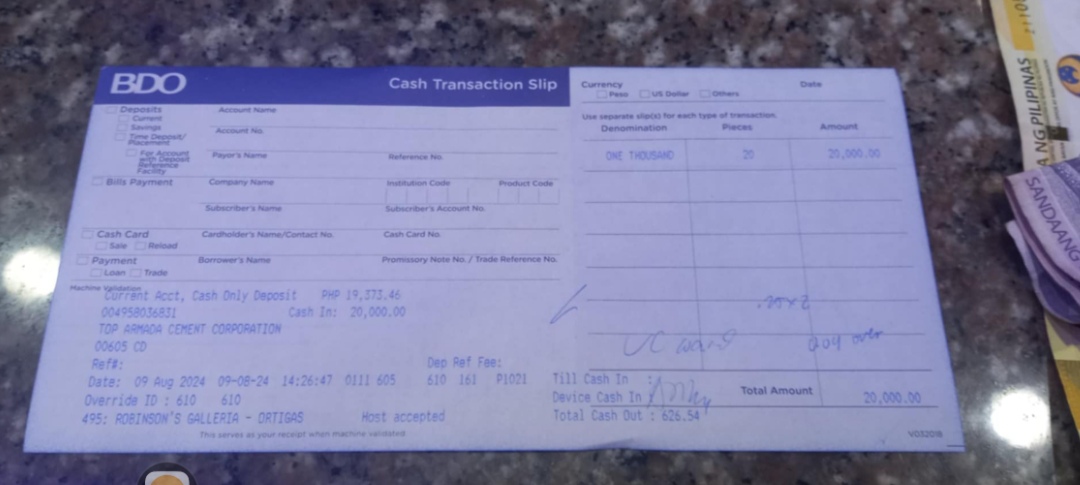 BDO
Cash Transaction Slip
Deposits
Current
Savings
Time Deposit/
Placement
For Account
with Deposit
Reference
Facility
Account Name
Account No.
Payor's Name
Reference No.
Bills Payment
Company Name
Institution Code
Product Code
Subscriber's Name
Subscriber's Account No.
Cash Card
Sale
Reload
Cardholder's Name/Contact No.
Cash Card No.
Payment
Loan
Trade
Borrower's Name
Promissory Note No. / Trade Reference No.
Machine Validation
Current Acct, Cash Only Deposit PHP 19,373.46
004958036831 Cash In: 20,000.00
TOP ARMADA CEMENT CORPORATION
00605 CD
Ref#: Dep Ref Fee:
Date: 09 Aug 2024 09-08-24 14:26:47 0111 605 610 161 P1021
Override ID : 610 610
495: ROBINSON'S GALLERIA - ORTIGAS Host accepted
This serves as your receipt when machine validated.
Currency
Peso
US Dollar
Others
Date
Use separate slip(s) for each type of transaction.
Denomination Pieces Amount
ONE THOUSAND 20 20,000.00
.25x2
over
Till Cash In :
Device Cash In :
Total Cash Out : 626.54
Total Amount 20,000.00
V032018
NG PILIPINAS
SANDAANG